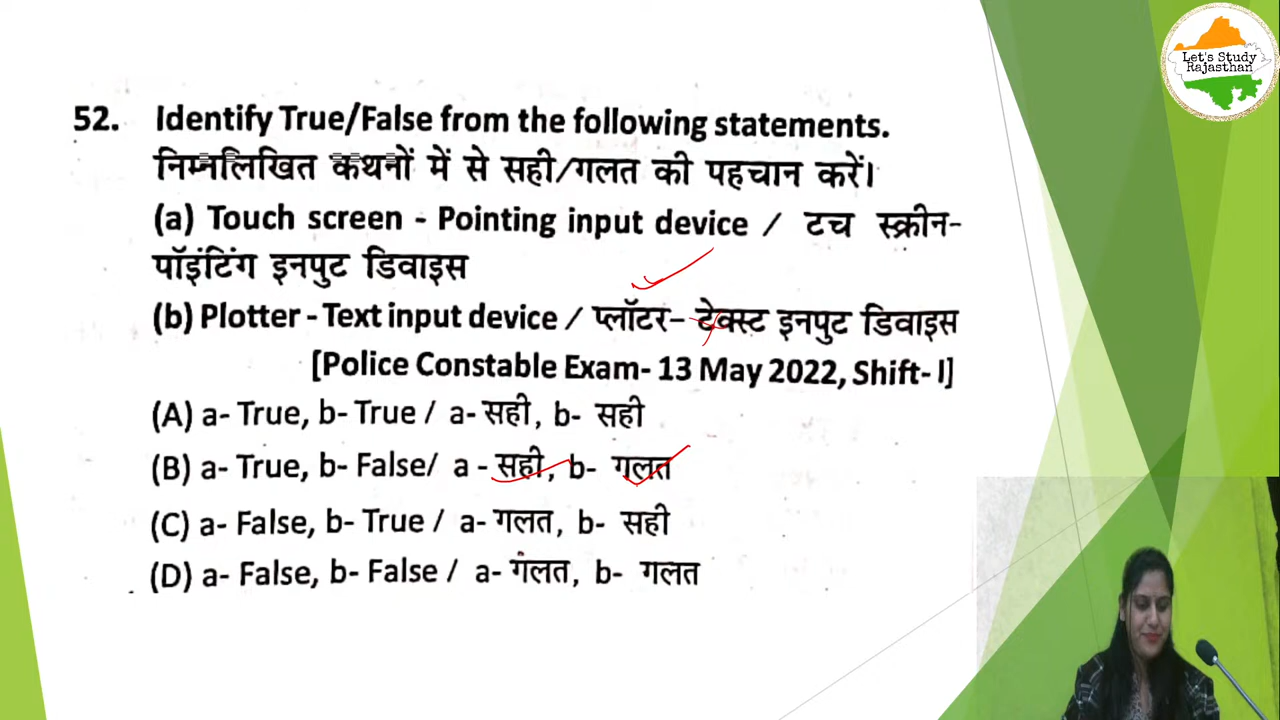 Let's Study
Rajasthan
52. Identify True/False from the following statements.
निम्नलिखित कथनों में से सही/गलत की पहचान करें।
(a) Touch screen - Pointing input device / टच स्क्रीन-
पॉइंटिंग इनपुट डिवाइस
(b) Plotter - Text input device / प्लॉटर- टेक्स्ट इनपुट डिवाइस
[Police Constable Exam- 13 May 2022, Shift- I]
(A) a- True, b- True / a- सही, b- सही
(B) a- True, b- False/ a - सही, b- गलत
(C) a- False, b- True / a- गलत, b- सही
(D) a- False, b- False / a- गलत, b- गलत